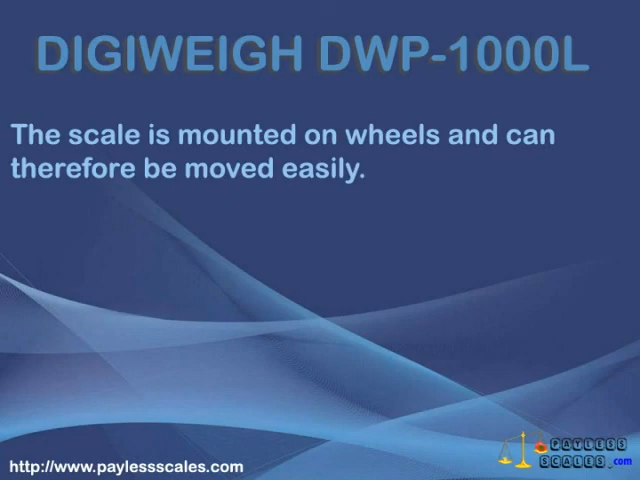 DIGIWEIGH DWP-1000L
The scale is mounted on wheels and can
therefore be moved easily.
http://www.paylessscales.com
PAYLESS
SCALES.com